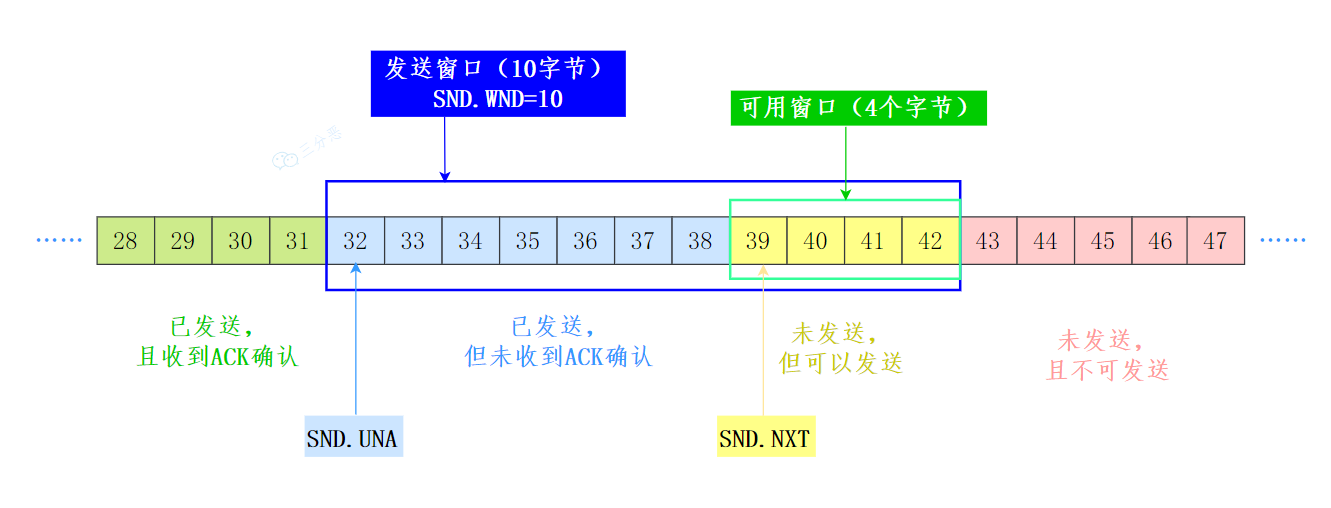 发送窗口（10字节）
SND.WND=10
可用窗口（4个字节）
三分恶
…… 28 29 30 31 32 33 34 35 36 37 38 39 40 41 42 43 44 45 46 47 ……
已发送，
且收到ACK确认
已发送，
但未收到ACK确认
未发送，
但可以发送
未发送，
且不可发送
SND.UNA
SND.NXT